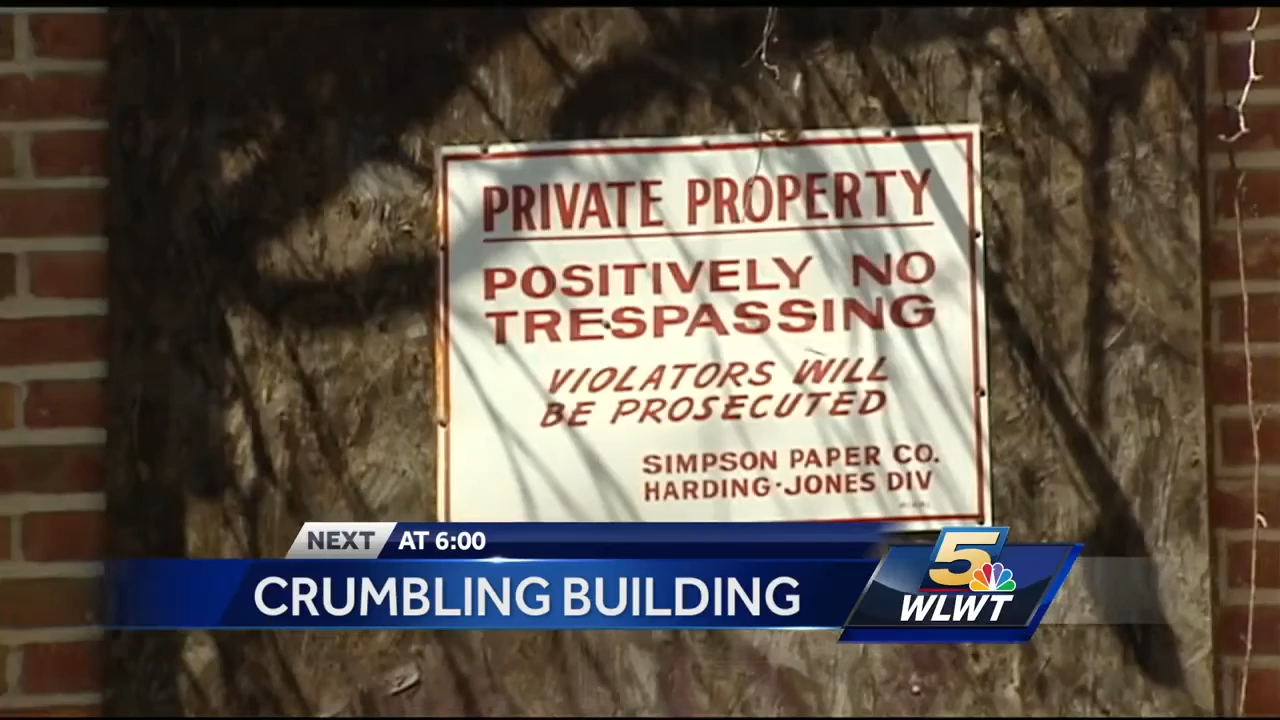 PRIVATE PROPERTY
POSITIVELY NO
TRESPASSING
VIOLATORS WILL
BE PROSECUTED
SIMPSON PAPER CO.
HARDING-JONES DIV
NEXT AT 6:00
CRUMBLING BUILDING
5
WLWT